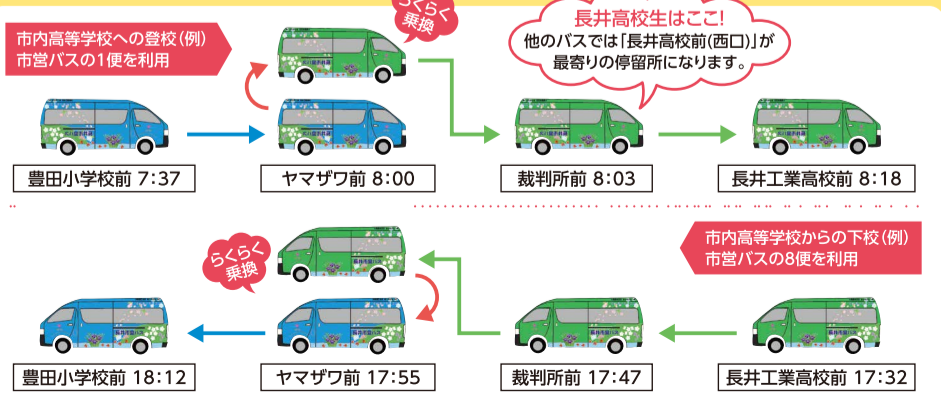 市内高等学校への登校(例)
市営バスの1便を利用
らくらく
乗換
長井高校生はここ!
他のバスでは「長井高校前(西口)」が
最寄りの停留所になります。
豊田小学校前 7:37
ヤマザワ前 8:00
裁判所前 8:03
長井工業高校前 8:18
市内高等学校からの下校(例)
市営バスの8便を利用
らくらく
乗換
豊田小学校前 18:12
ヤマザワ前 17:55
裁判所前 17:47
長井工業高校前 17:32